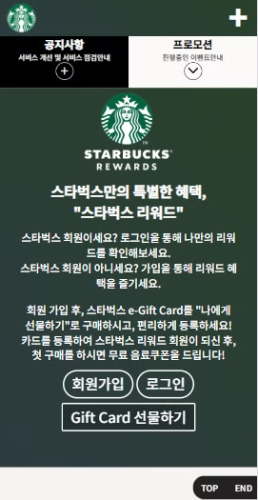 공지사항
서비스 개선 및 서비스 점검안내
프로모션
진행중인 이벤트안내
STARBUCKS
REWARDS
스타벅스만의 특별한 혜택,
"스타벅스 리워드"
스타벅스 회원이세요? 로그인을 통해 나만의 리워
드를 확인해보세요.
스타벅스 회원이 아니세요? 가입을 통해 리워드 혜
택을 즐기세요.
회원 가입 후, 스타벅스 e-Gift Card를 "나에게
선물하기"로 구매하시고, 편리하게 등록하세요!
카드를 등록하여 스타벅스 리워드 회원이 되신 후,
첫 구매를 하시면 무료 음료쿠폰을 드립니다!
회원가입
로그인
Gift Card 선물하기
TOP END